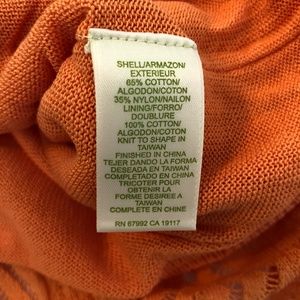 SHELL/ARMAZON/
EXTERIEUR
65% COTTON/
ALGODON/COTON
35% NYLON/NAILON
LINING/FORRO/
DOUBLURE
100% COTTON/
ALGODON/COTON
KNIT TO SHAPE IN
TAIWAN
FINISHED IN CHINA
TEJER DANDO LA FORMA
DESEADA EN TAIWAN
COMPLETADO EN CHINA
TRICOTER POUR
OBTENIR LA
FORME DESIREE A
TAIWAN
COMPLETE EN CHINE
RN 67992 CA 19117